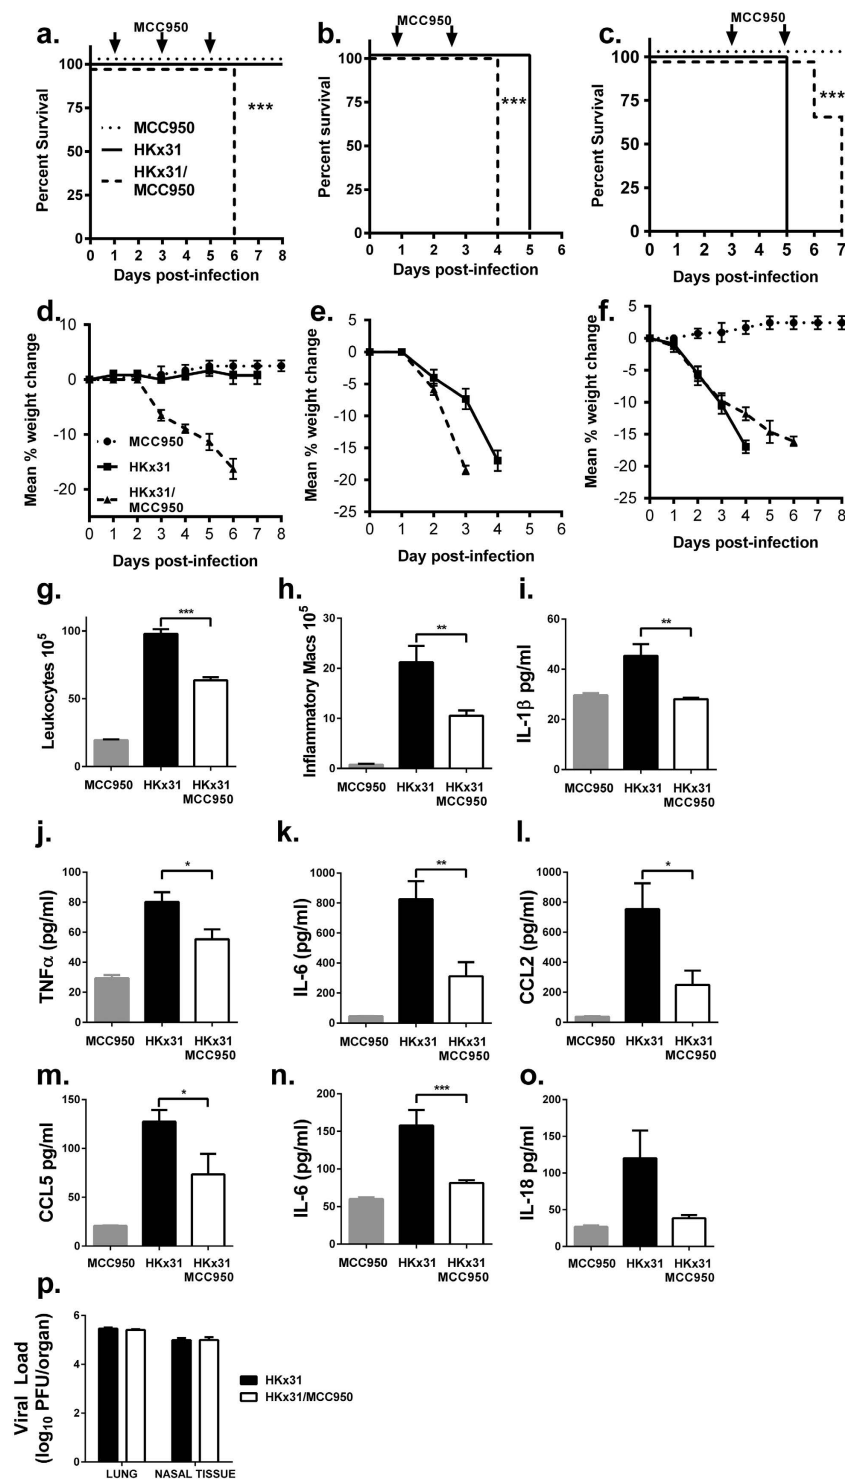 a.
MCC950
Percent Survival
100
75
50
25
0
MCC950
HKx31
HKx31/
MCC950
***
0 1 2 3 4 5 6 7 8
Days post-infection
b.
MCC950
Percent survival
100
75
50
25
0
***
0 1 2 3 4 5 6
Days post-infection
c.
MCC950
Percent Survival
100
75
50
25
0
***
0 1 2 3 4 5 6 7
Days post-infection
d.
Mean % weight change
10
0
-10
-20
MCC950
HKx31
HKx31/
MCC950
0 1 2 3 4 5 6 7 8
Days post-infection
e.
Mean % weight change
5
0
-5
-10
-15
-20
-25
0 1 2 3 4 5 6
Day post-infection
f.
Mean % weight change
5
0
-5
-10
-15
-20
-25
0 1 2 3 4 5 6 7 8
Days post-infection
g.
Leukocytes 10⁵
100
50
0
***
MCC950 HKx31 HKx31
MCC950
h.
Inflammatory Macs 10⁵
30
20
10
0
**
MCC950 HKx31 HKx31
MCC950
i.
IL-1β pg/ml
60
40
20
0
**
MCC950 HKx31 HKx31
MCC950
j.
TNFα (pg/ml)
100
80
60
40
20
0
*
MCC950 HKx31 HKx31
MCC950
k.
IL-6 (pg/ml)
1000
800
600
400
200
0
**
MCC950 HKx31 HKx31
MCC950
l.
CCL2 (pg/ml)
1000
800
600
400
200
0
*
MCC950 HKx31 HKx31
MCC950
m.
CCL5 pg/ml
150
100
50
0
*
MCC950 HKx31 HKx31
MCC950
n.
IL-6 (pg/ml)
200
150
100
50
0
***
MCC950 HKx31 HKx31
MCC950
o.
IL-18 pg/ml
200
150
100
50
0
MCC950 HKx31 HKx31
MCC950
p.
Viral Load
(log₁₀ PFU/organ)
6
4
2
0
LUNG NASAL TISSUE
HKx31
HKx31/MCC950